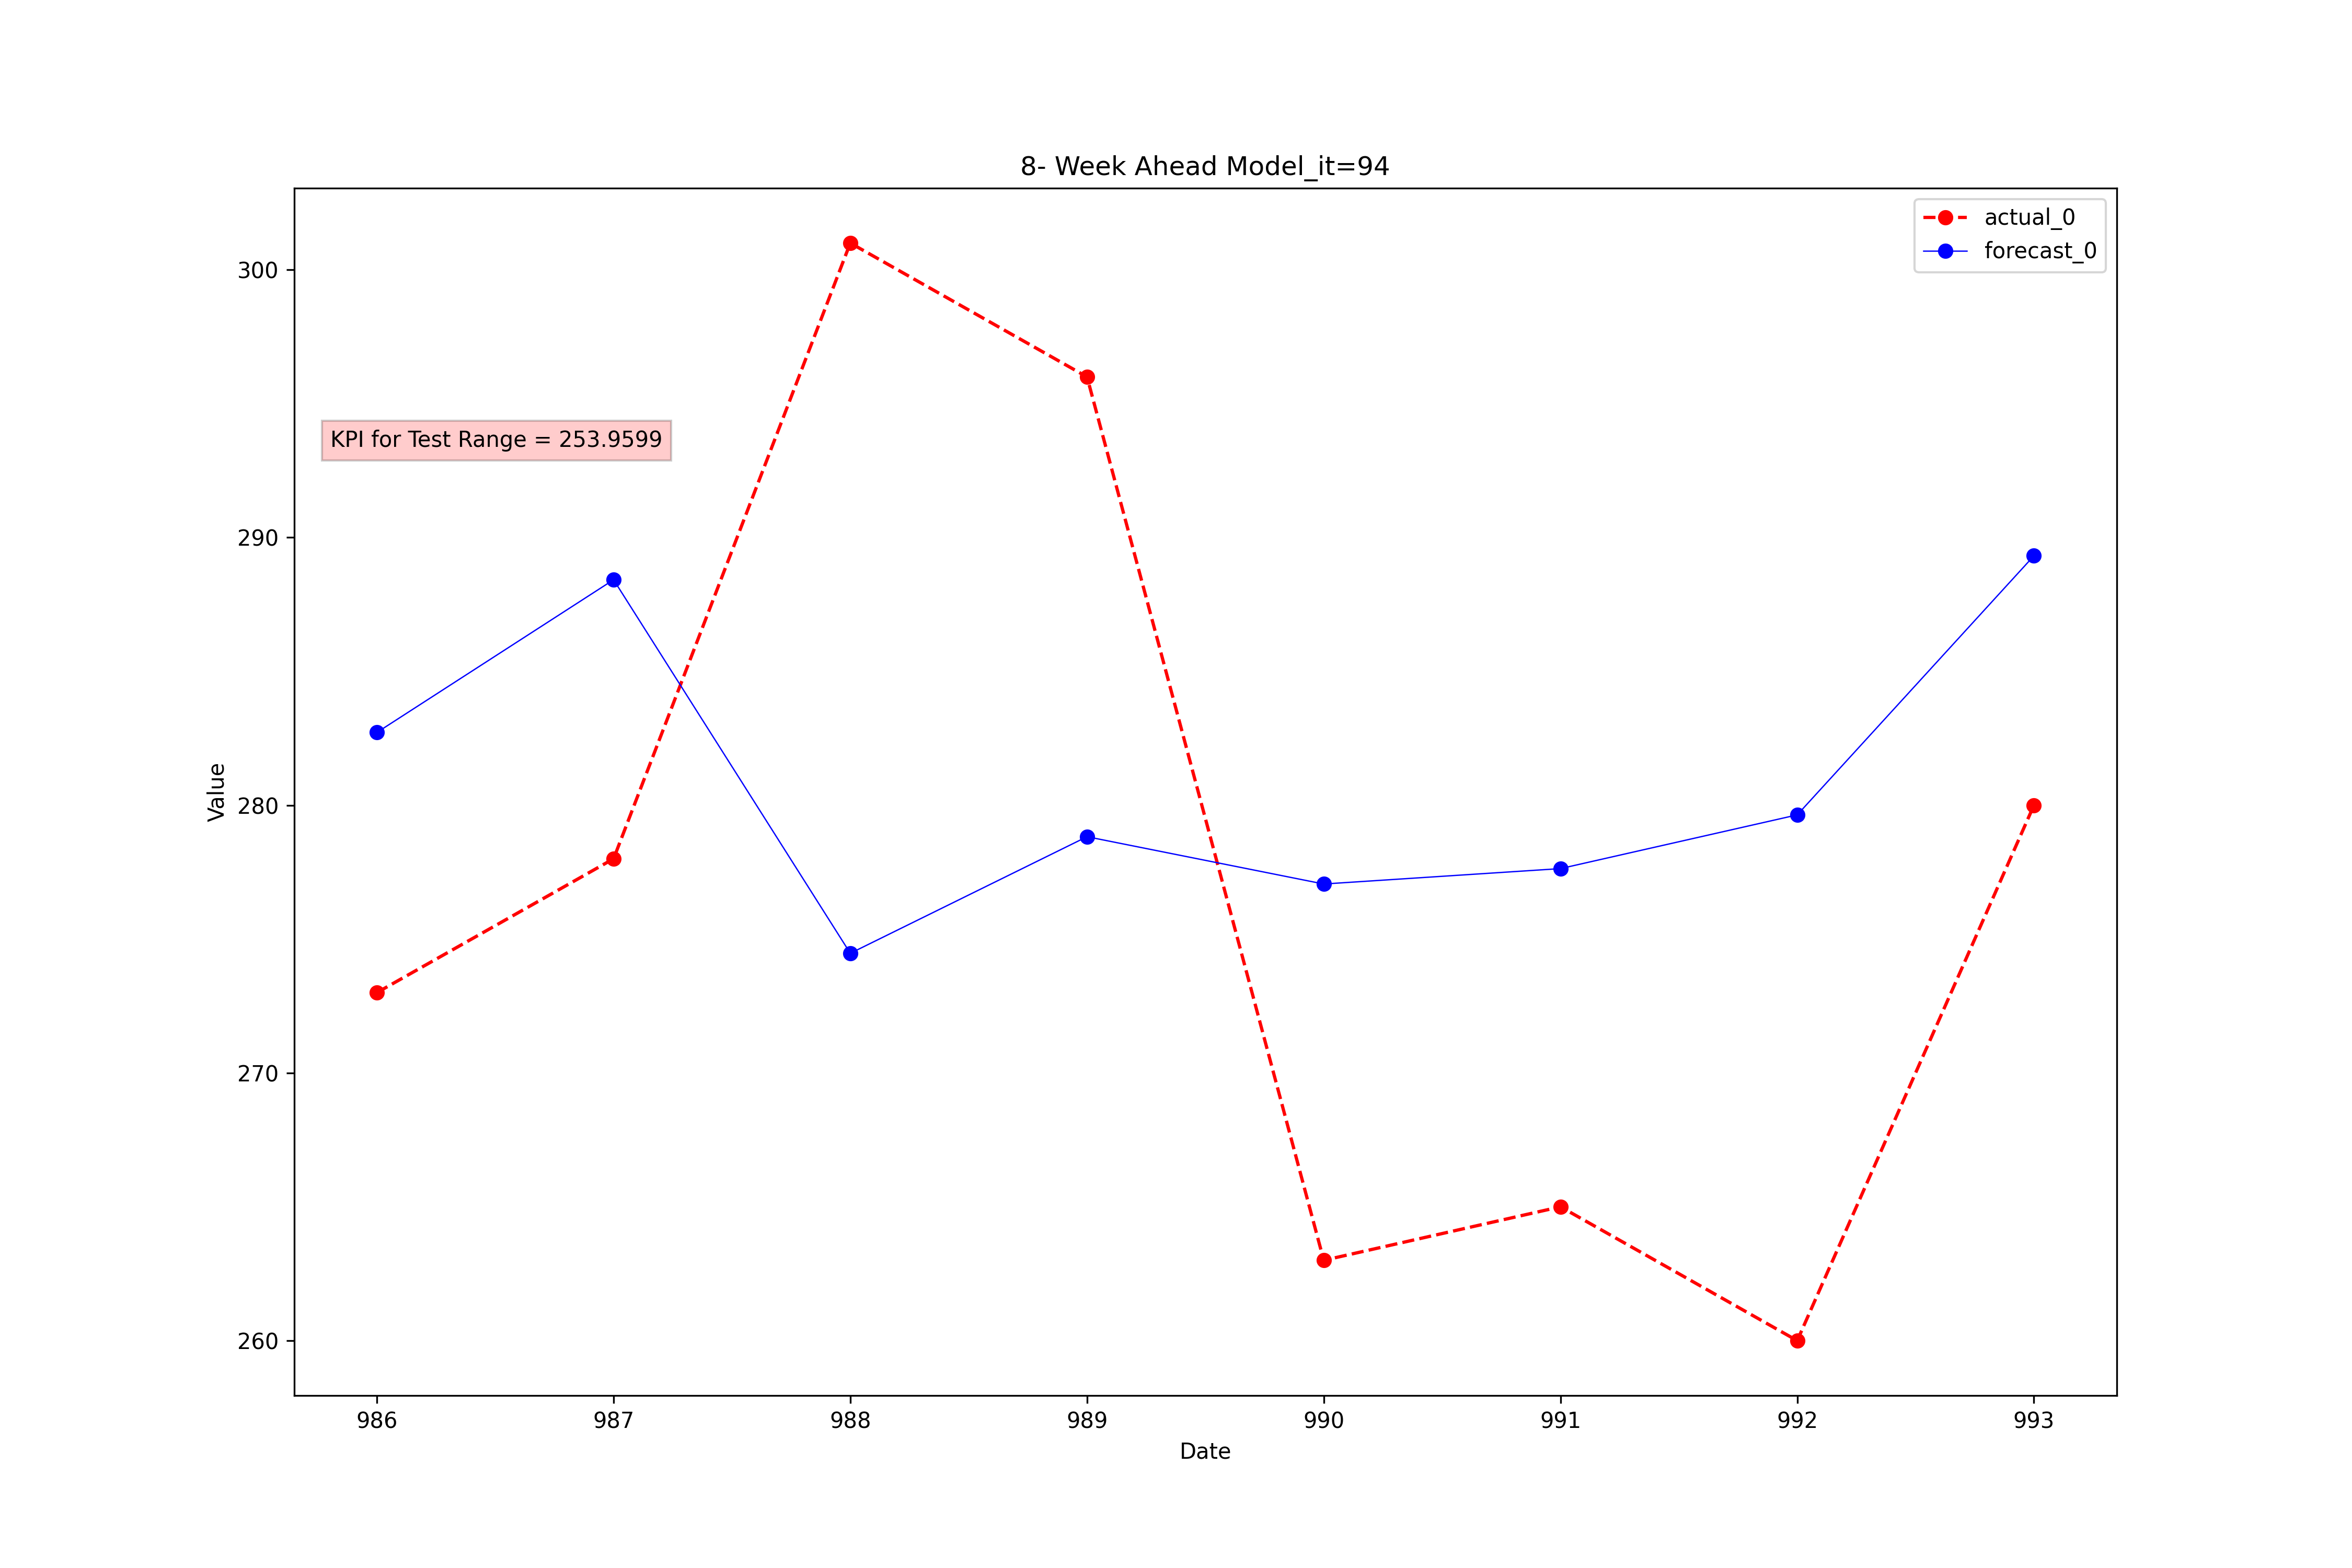 8- Week Ahead Model_it=94
actual_0
forecast_0
KPI for Test Range = 253.9599
300
290
280
270
260
Value
986 987 988 989 990 991 992 993
Date